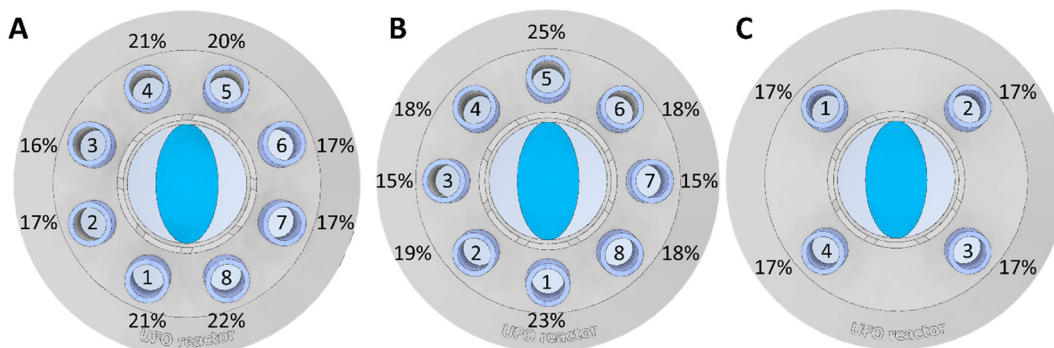 A
21% 20%
4 5
16% 3 6 17%
17% 2 7 17%
1 8
21% 22%
UFO reactor
B
25%
5
18% 4 6 18%
15% 3 7 15%
19% 2 8 18%
1
23%
UFO reactor
C
17% 1 2 17%
17% 4 3 17%
UFO reactor